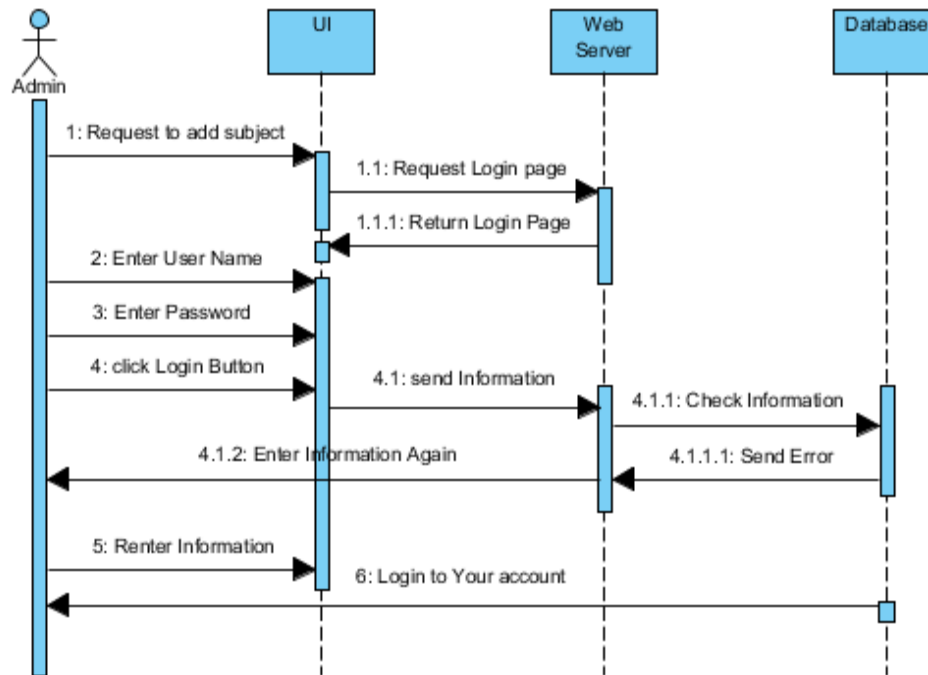 UI
Web
Server
Database
Admin
1: Request to add subject
1.1: Request Login page
1.1.1: Return Login Page
2: Enter User Name
3: Enter Password
4: click Login Button
4.1: send Information
4.1.1: Check Information
4.1.2: Enter Information Again
4.1.1.1: Send Error
5: Renter Information
6: Login to Your account